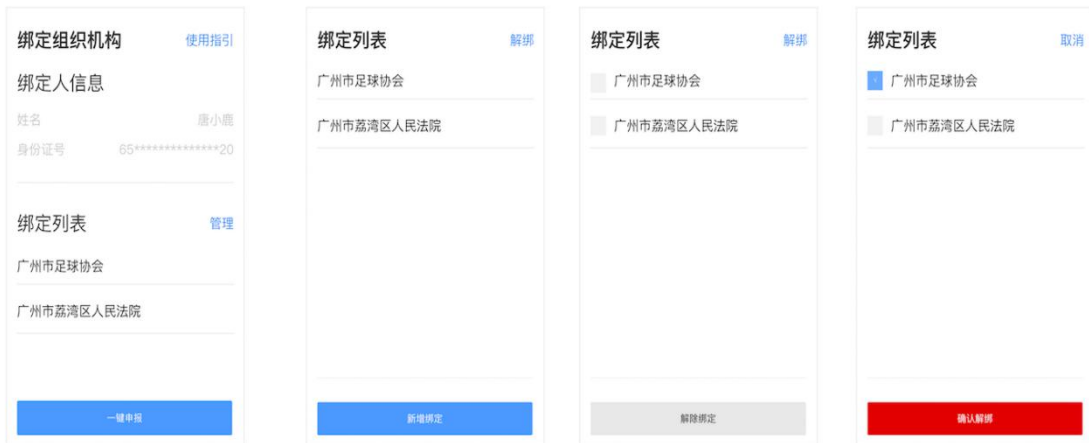 绑定组织机构 使用指引
绑定人信息
姓名 唐小鹿
身份证号 65**************20
绑定列表 管理
广州市足球协会
广州市荔湾区人民法院
一键申报
绑定列表 解绑
广州市足球协会
广州市荔湾区人民法院
新增绑定
绑定列表 解绑
广州市足球协会
广州市荔湾区人民法院
解除绑定
绑定列表 取消
广州市足球协会
广州市荔湾区人民法院
确认解绑